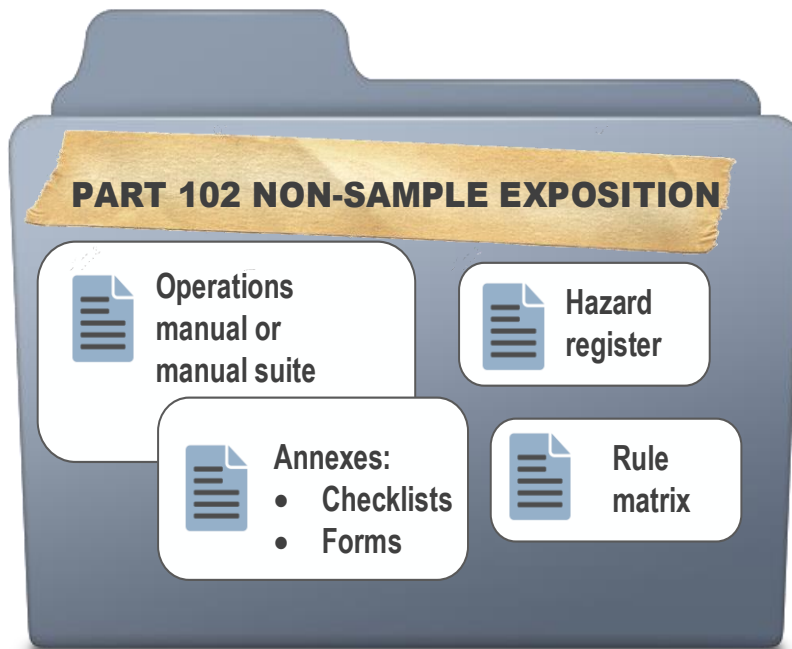 PART 102 NON-SAMPLE EXPOSITION
Operations
manual or
manual suite
Hazard
register
Annexes:
• Checklists
• Forms
Rule
matrix